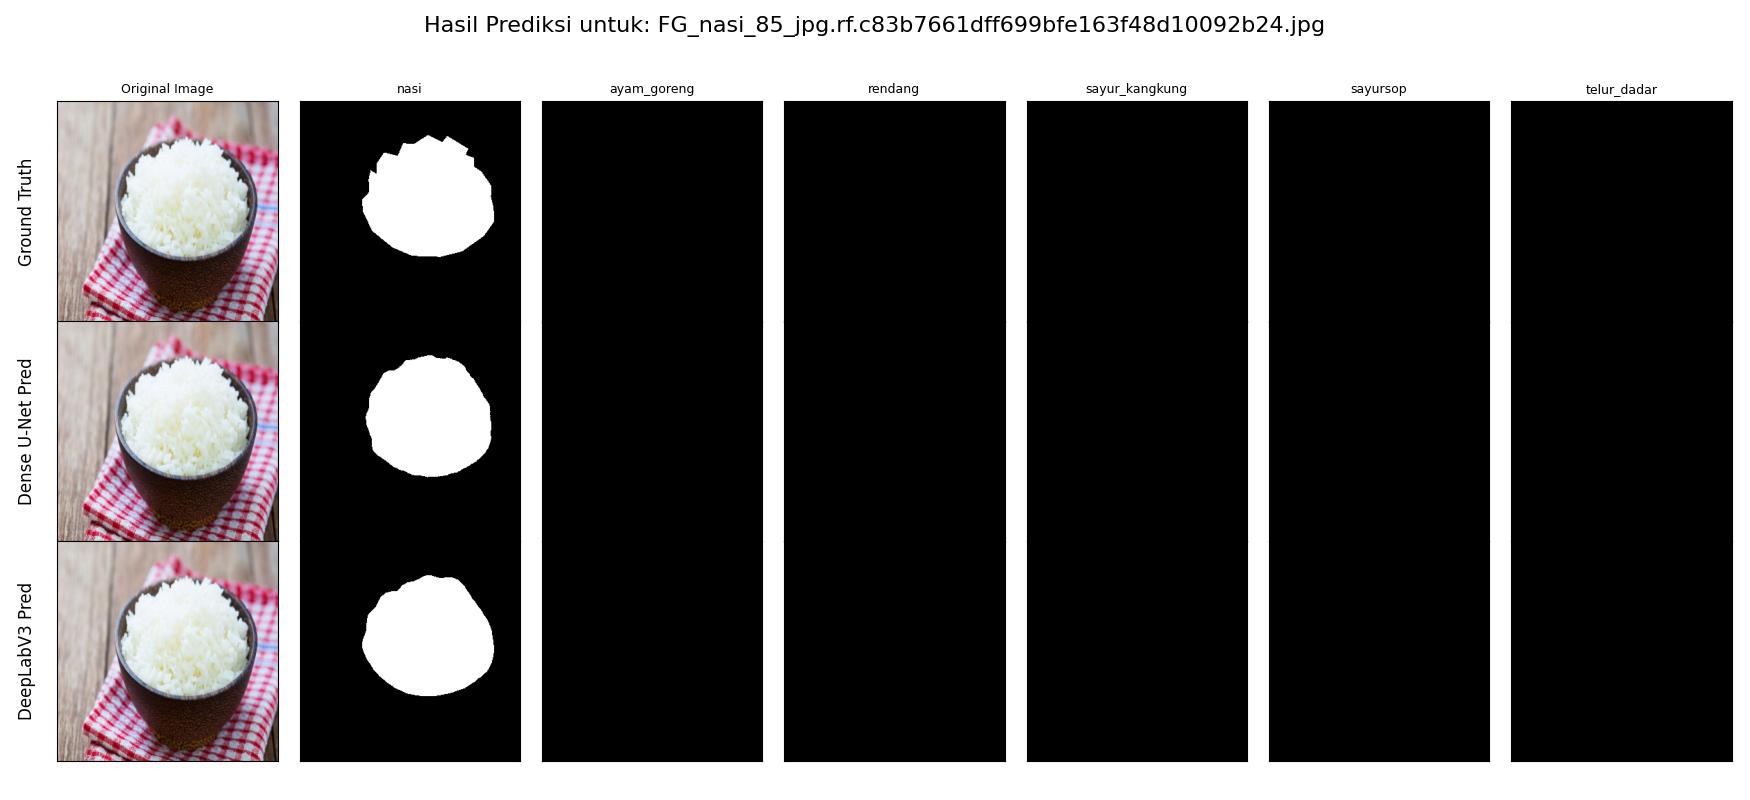 Hasil Prediksi untuk: FG_nasi_85_jpg.rf.c83b7661dff699bfe163f48d10092b24.jpg
Original Image
nasi
ayam_goreng
rendang
sayur_kangkung
sayursop
telur_dadar
Ground Truth
Dense U-Net Pred
DeepLabV3 Pred